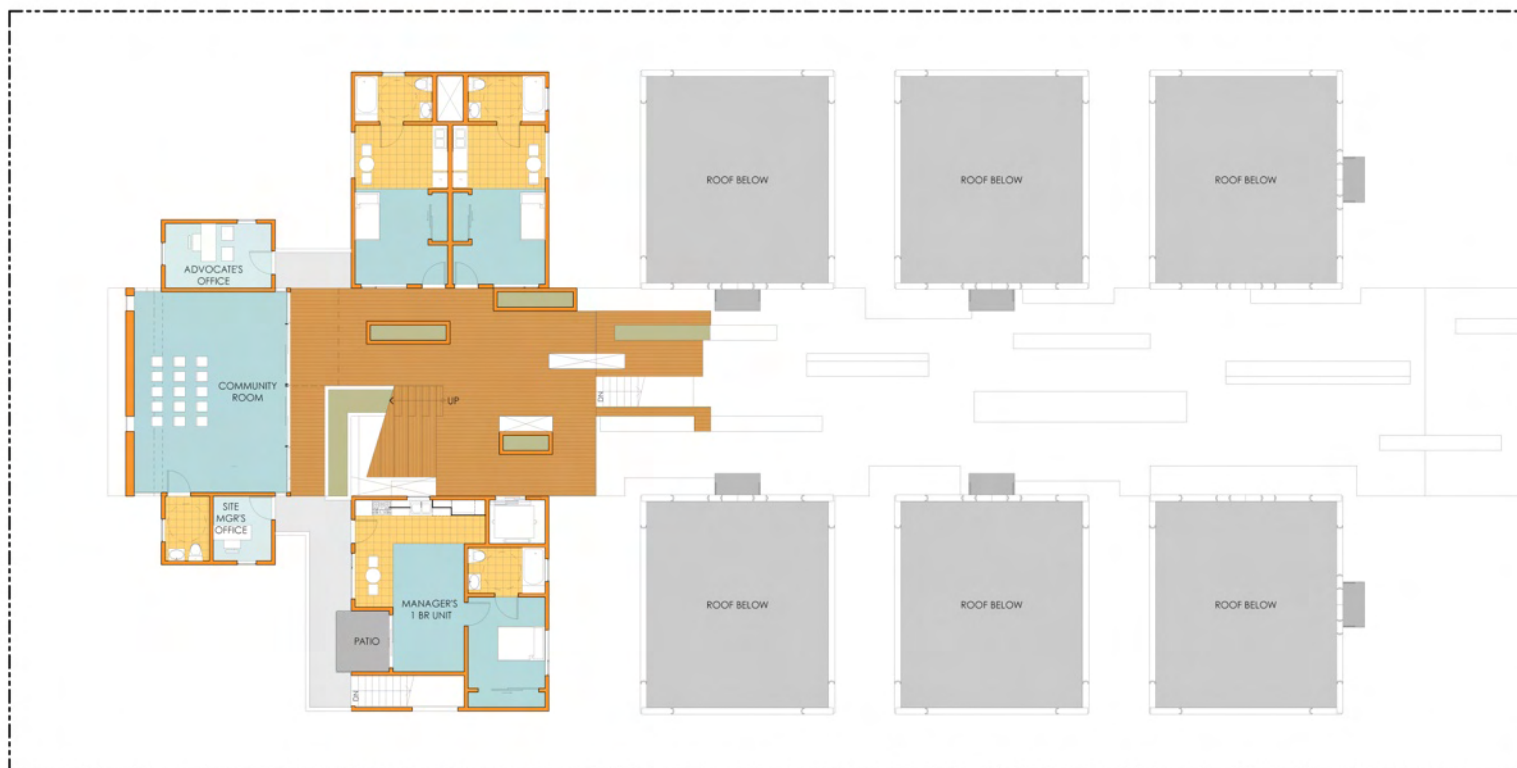 ROOF BELOW
ROOF BELOW
ROOF BELOW
ADVOCATE'S
OFFICE
COMMUNITY
ROOM
UP
DN
SITE
MGR'S
OFFICE
MANAGER'S
1 BR UNIT
PATIO
DN
ROOF BELOW
ROOF BELOW
ROOF BELOW